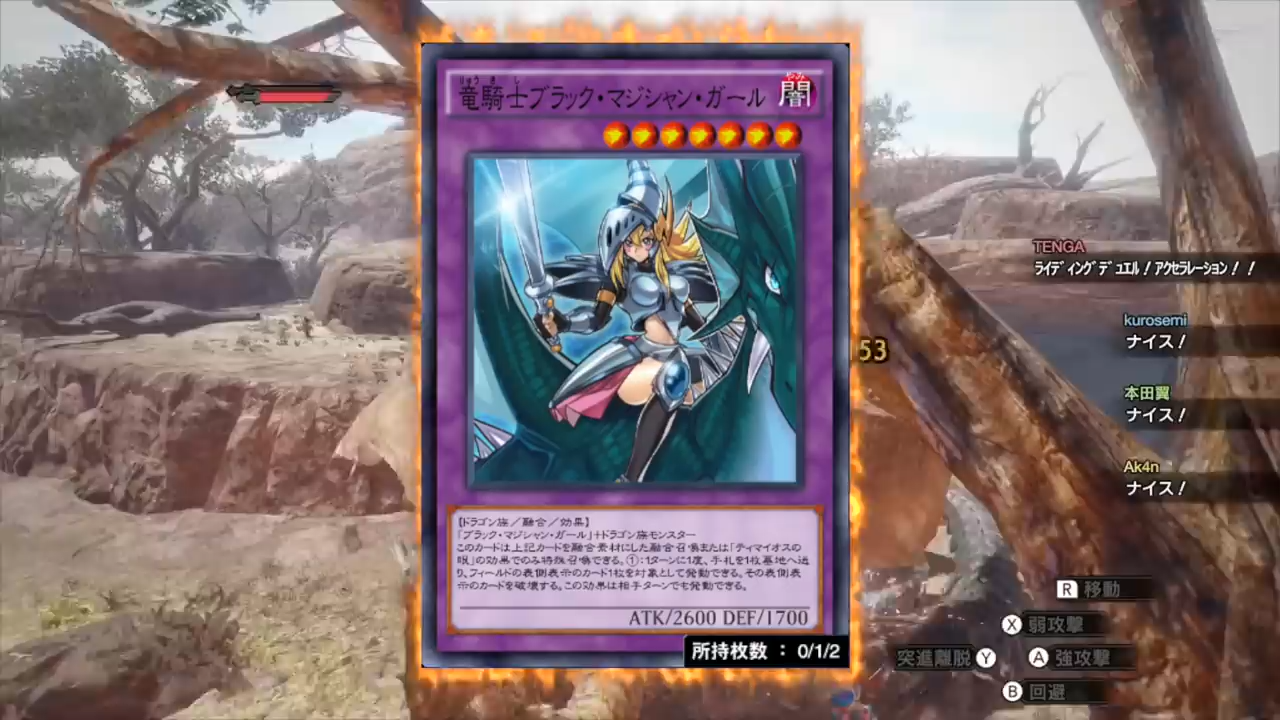 りゅうきし
竜騎士ブラック・マジシャン・ガール
やみ
闇
【ドラゴン族／融合／効果】
「ブラック・マジシャン・ガール」＋ドラゴン族モンスター
このカードは上記カードを融合素材にした融合召喚または「ティマイオスの
眼」の効果でのみ特殊召喚できる。①：1ターンに1度、手札を1枚墓地へ送
り、フィールドの表側表示のカード1枚を対象として発動できる。その表側表
示のカードを破壊する。この効果は相手ターンでも発動できる。
ATK/2600 DEF/1700
所持枚数 ： 0/1/2
53
TENGA
ライディングデュエル！アクセラレーション！！
kurosemi
ナイス！
本田翼
ナイス！
Ak4n
ナイス！
R 移動
X 弱攻撃
突進離脱 Y A 強攻撃
B 回避